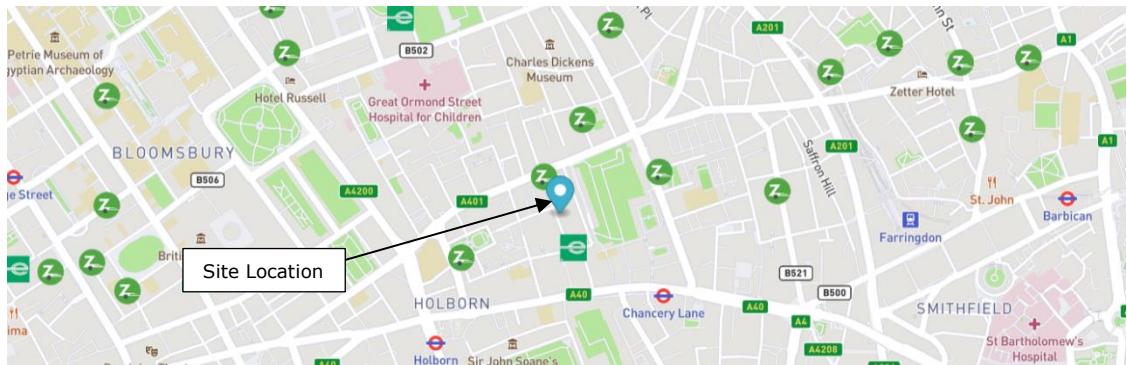 A201
A1
B502
Petrie Museum of
gyptian Archaeology
Charles Dickens
Museum
Hotel Russell
Great Ormond Street
Hospital for Children
Zetter Hotel
A201
A1
BLOOMSBURY
B506
Saffron Hill
A4200
A401
ge Street
St. John
Barbican
Farringdon
Site Location
B521
B500
A40
HOLBORN
Chancery Lane
A40
A4
SMITHFIELD
St Bartholomew's
Hospital
A4208
Holborn
Sir John Soane's